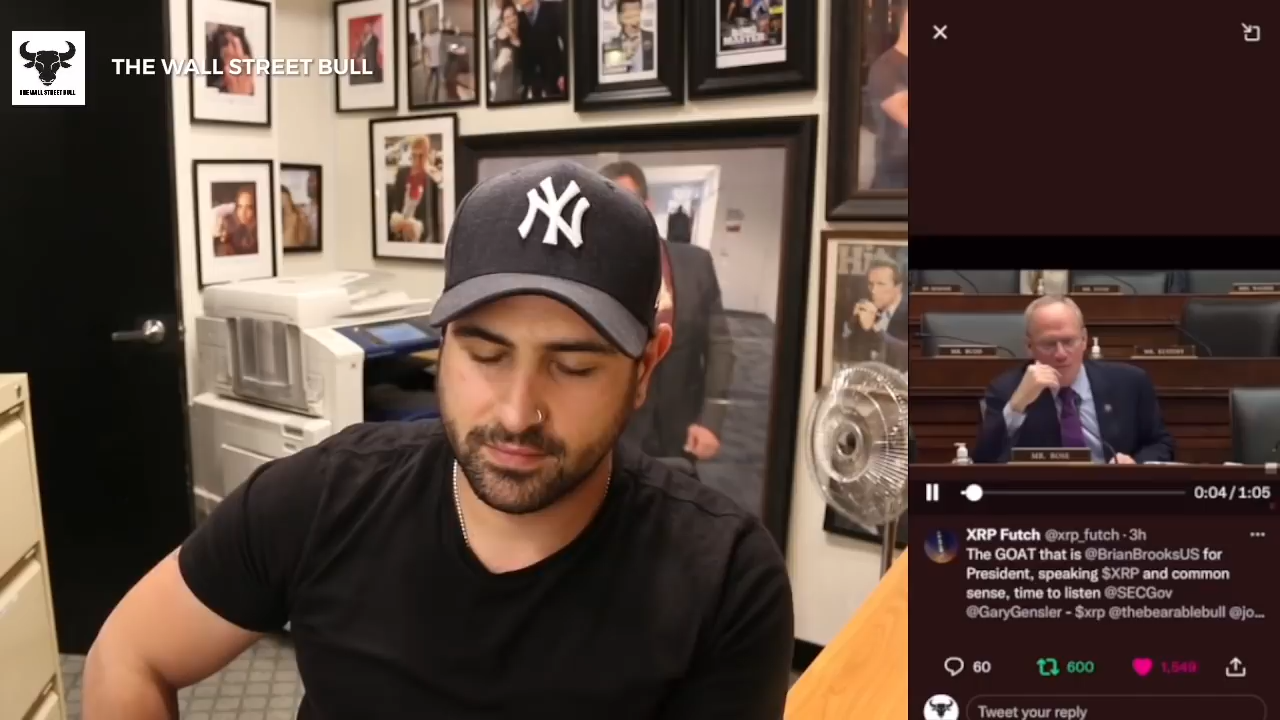 THE WALL STREET BULL
THE WALL STREET BULL
NY
MR. ROSE
0:04 / 1:05
XRP Futch @xrp_futch · 3h
The GOAT that is @BrianBrooksUS for
President, speaking $XRP and common
sense, time to listen @SECGov
@GaryGensler - $xrp @thebearablebull @jo...
60
600
1,549
Tweet your reply